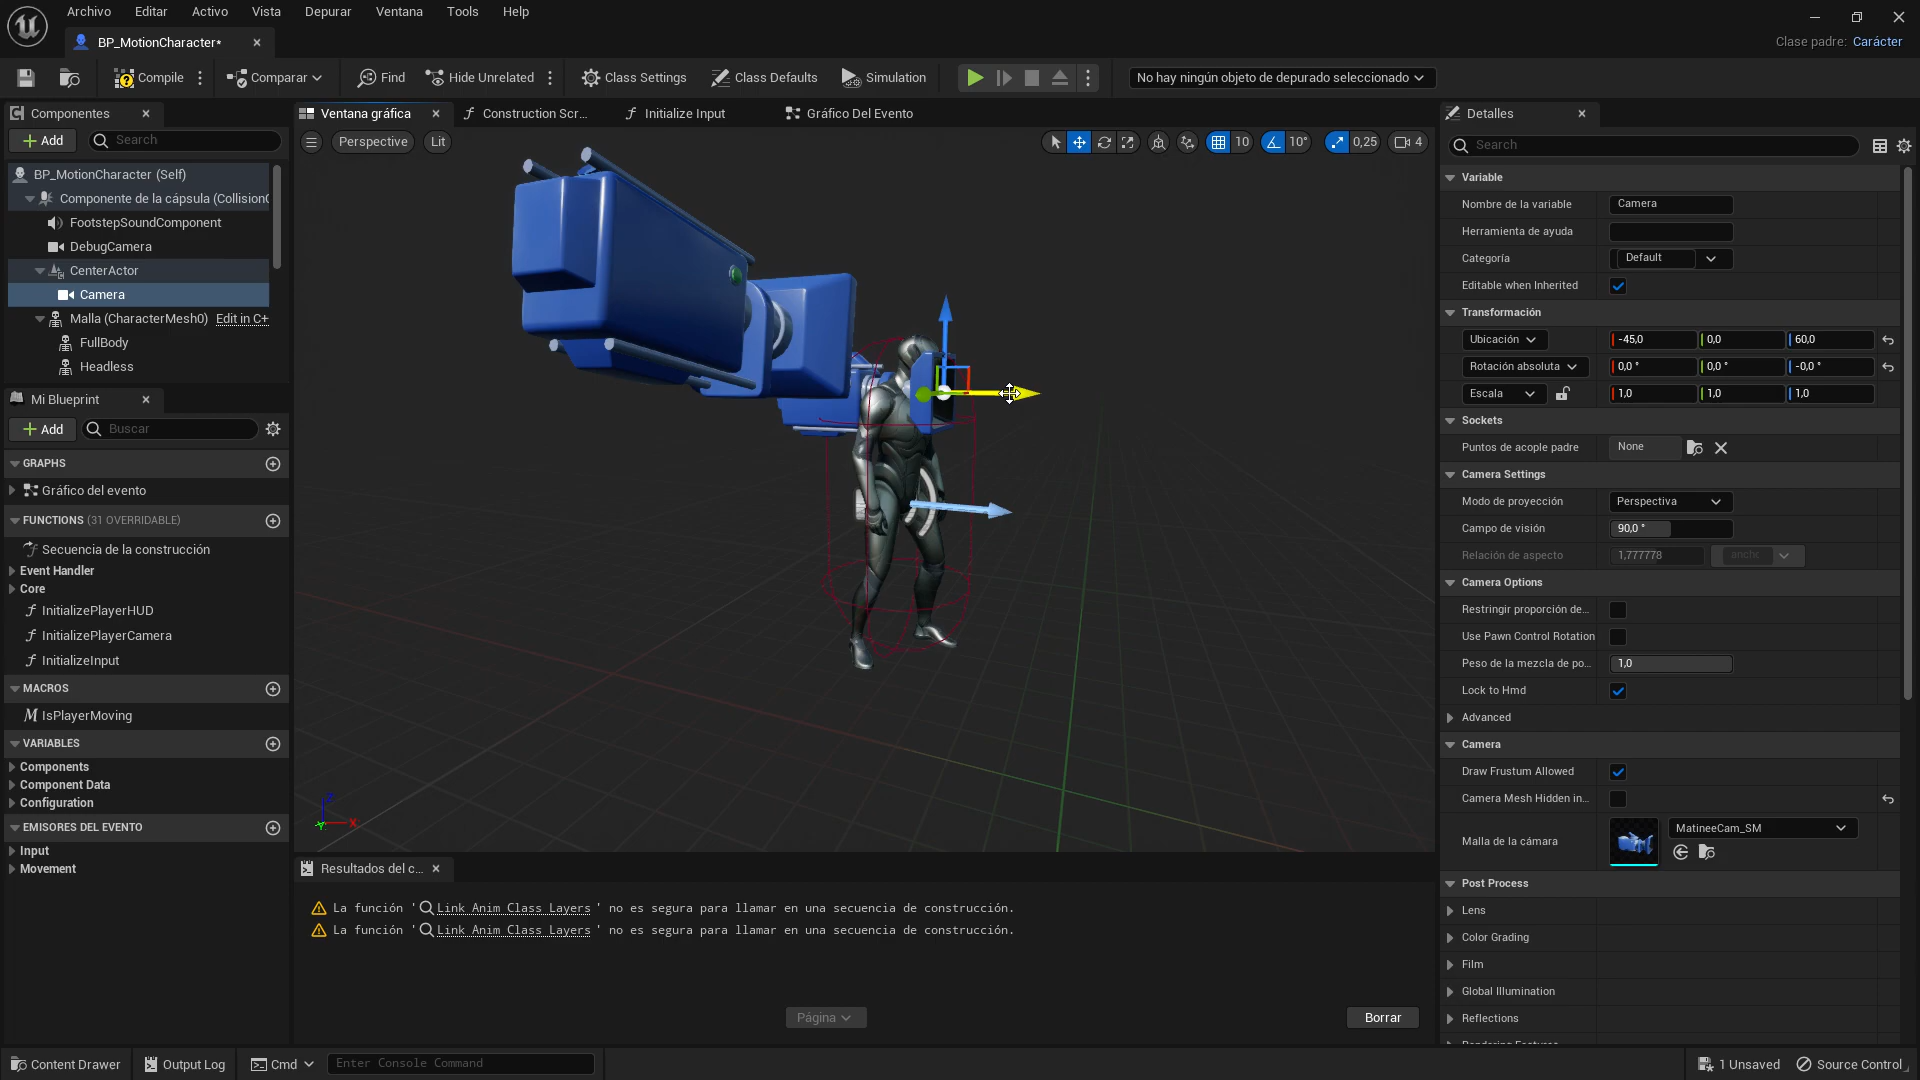 Archivo Editar Activo Vista Depurar Ventana Tools Help
BP_MotionCharacter*
Clase padre: Carácter
Compile Comparar Find Hide Unrelated Class Settings Class Defaults Simulation No hay ningún objeto de depurado seleccionado
Componentes
Add Search
BP_MotionCharacter (Self)
Componente de la cápsula (Collision
FootstepSoundComponent
DebugCamera
CenterActor
Camera
Malla (CharacterMesh0) Edit in C+
FullBody
Headless
Mi Blueprint
Add Buscar
GRAPHS
Gráfico del evento
FUNCTIONS (31 OVERRIDABLE)
Secuencia de la construcción
Event Handler
Core
InitializePlayerHUD
InitializePlayerCamera
InitializeInput
MACROS
IsPlayerMoving
VARIABLES
Components
Component Data
Configuration
EMISORES DEL EVENTO
Input
Movement
Ventana gráfica Construction Scr... Initialize Input Gráfico Del Evento
Perspective Lit 10 10° 0,25 4
Z
Y X
Resultados del c...
La función ' Link Anim Class Layers ' no es segura para llamar en una secuencia de construcción.
La función ' Link Anim Class Layers ' no es segura para llamar en una secuencia de construcción.
Página Borrar
Detalles
Search
Variable
Nombre de la variable Camera
Herramienta de ayuda
Categoría Default
Editable when Inherited
Transformación
Ubicación -45,0 0,0 60,0
Rotación absoluta 0,0 ° 0,0 ° -0,0 °
Escala 1,0 1,0 1,0
Sockets
Puntos de acople padre None
Camera Settings
Modo de proyección Perspectiva
Campo de visión 90,0 °
Relación de aspecto 1,777778 anchc
Camera Options
Restringir proporción de...
Use Pawn Control Rotation
Peso de la mezcla de po... 1,0
Lock to Hmd
Advanced
Camera
Draw Frustum Allowed
Camera Mesh Hidden in...
Malla de la cámara MatineeCam_SM
Post Process
Lens
Color Grading
Film
Global Illumination
Reflections
Content Drawer Output Log Cmd Enter Console Command 1 Unsaved Source Control